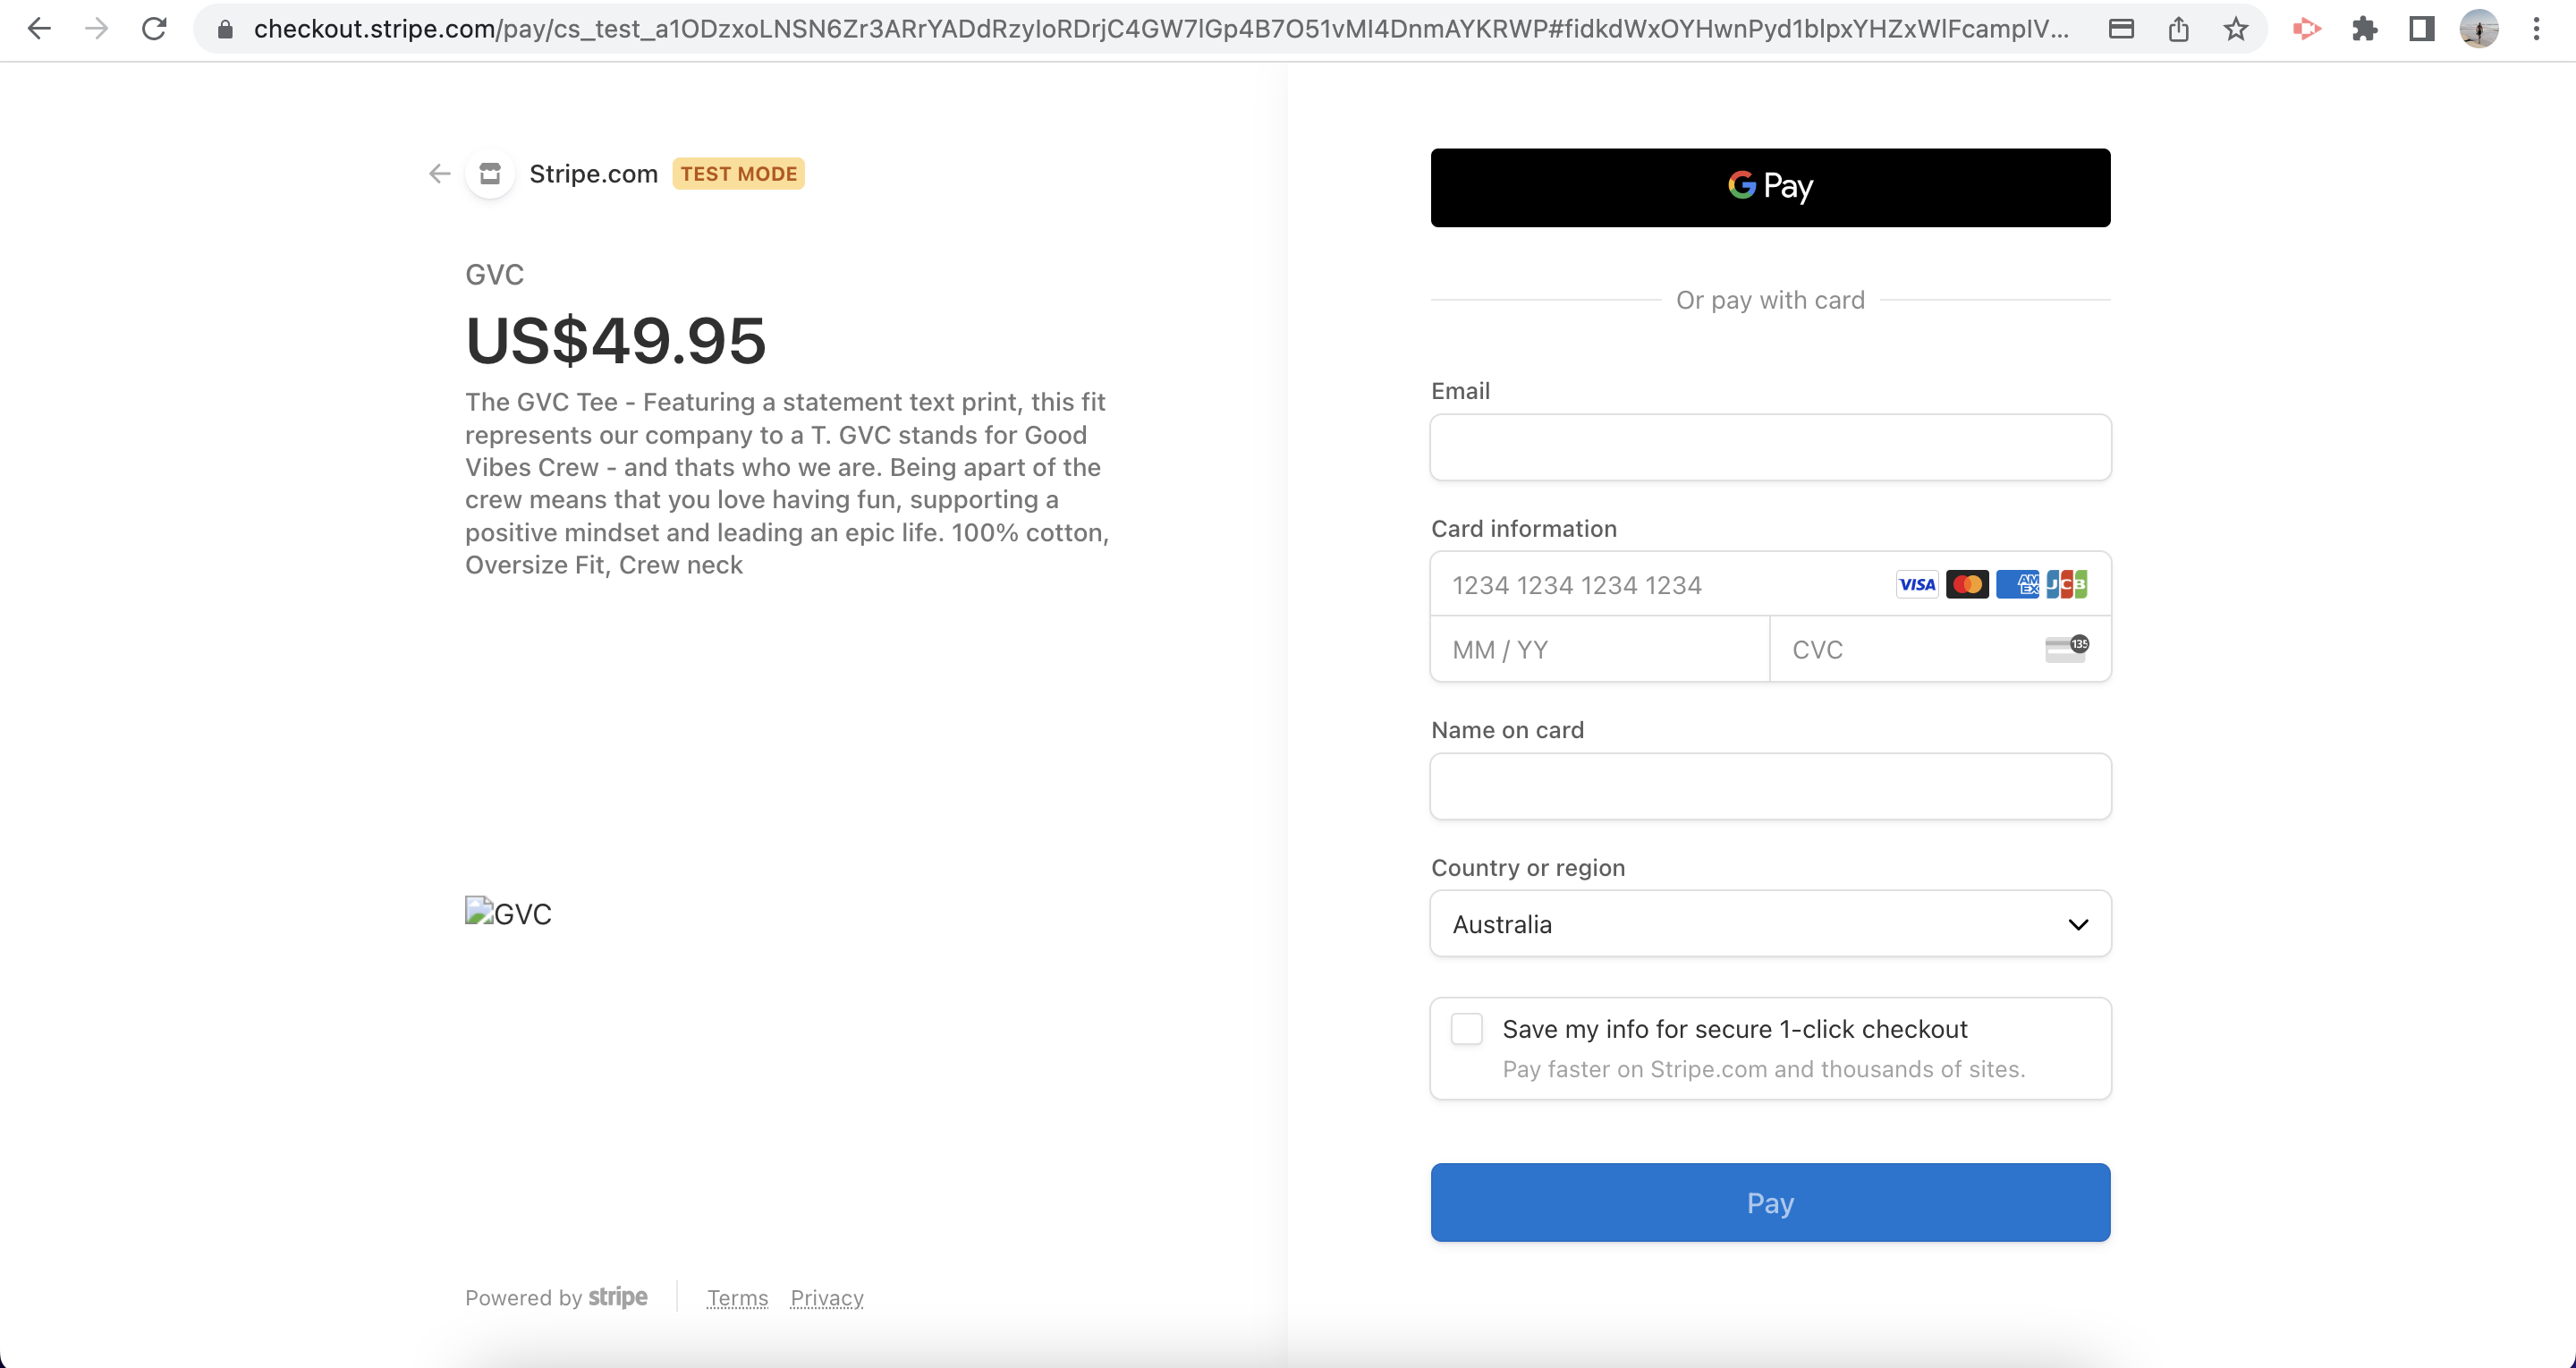 checkout.stripe.com/pay/cs_test_a1ODzxoLNSN6Zr3ARrYADdRzyIoRDrjC4GW7lGp4B7O51vMI4DnmAYKRWP#fidkdWxOYHwnPyd1blpxYHZxWlFcampIV...
Stripe.com TEST MODE
GVC
US$49.95
The GVC Tee - Featuring a statement text print, this fit
represents our company to a T. GVC stands for Good
Vibes Crew - and thats who we are. Being apart of the
crew means that you love having fun, supporting a
positive mindset and leading an epic life. 100% cotton,
Oversize Fit, Crew neck
GVC
Powered by stripe
Terms Privacy
G Pay
Or pay with card
Email
Card information
1234 1234 1234 1234 VISA AMEX JCB
MM / YY CVC 135
Name on card
Country or region
Australia
Save my info for secure 1-click checkout
Pay faster on Stripe.com and thousands of sites.
Pay